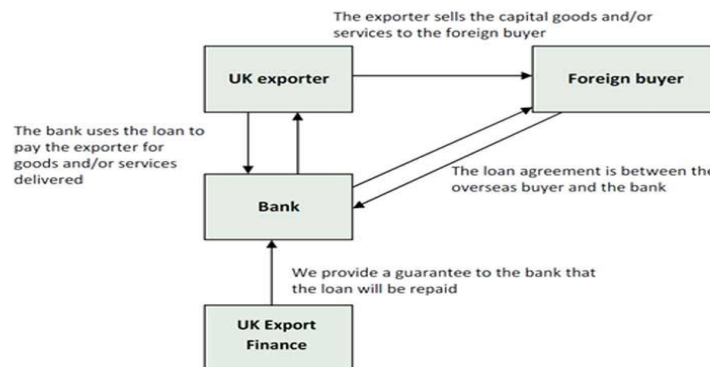 The exporter sells the capital goods and/or
services to the foreign buyer
UK exporter
Foreign buyer
The bank uses the loan to
pay the exporter for
goods and/or services
delivered
The loan agreement is between the
overseas buyer and the bank
Bank
We provide a guarantee to the bank that
the loan will be repaid
UK Export
Finance